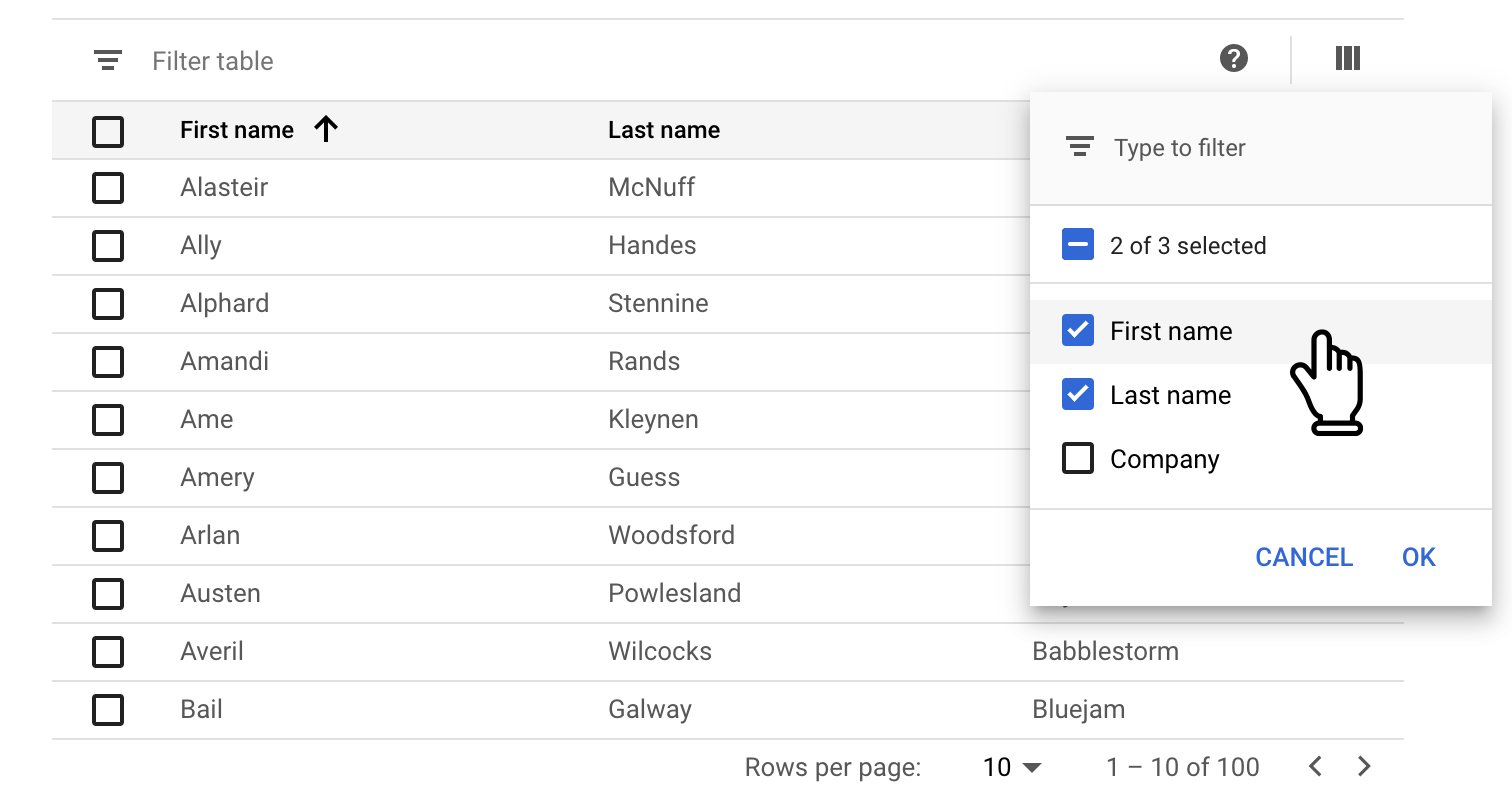 Filter table
?
First name Last name
Type to filter
Alasteir McNuff
Ally Handes
2 of 3 selected
Alphard Stennine
First name
Amandi Rands
Last name
Ame Kleynen
Company
Amery Guess
Arlan Woodsford
CANCEL OK
Austen Powlesland
Averil Wilcocks Babblestorm
Bail Galway Bluejam
Rows per page: 10 1 – 10 of 100